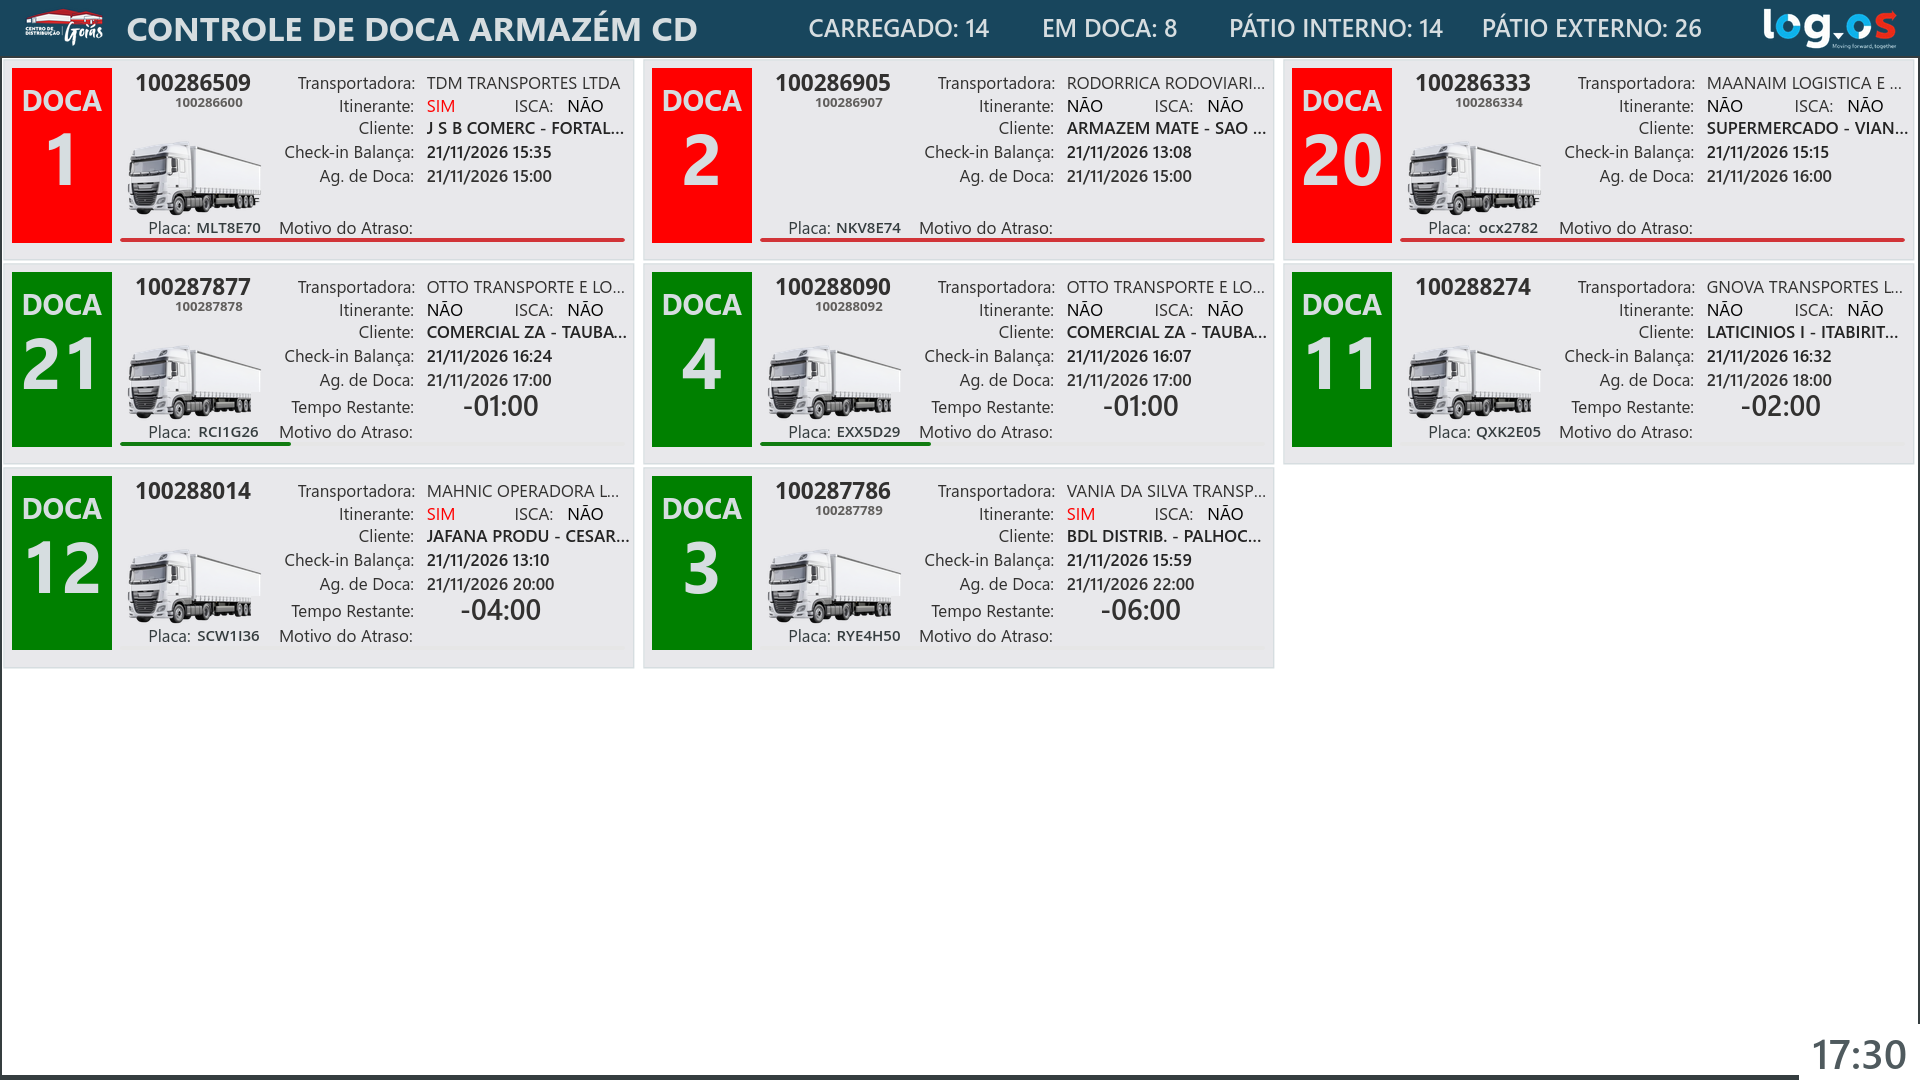 CENTRO DE DISTRIBUIÇÃO Goiás
CONTROLE DE DOCA ARMAZÉM CD
CARREGADO: 14
EM DOCA: 8
PÁTIO INTERNO: 14
PÁTIO EXTERNO: 26
log.os
Moving forward, together
DOCA
1
100286509
100286600
Transportadora: TDM TRANSPORTES LTDA
Itinerante: SIM ISCA: NÃO
Cliente: J S B COMERC - FORTAL...
Check-in Balança: 21/11/2026 15:35
Ag. de Doca: 21/11/2026 15:00
Placa: MLT8E70 Motivo do Atraso:
DOCA
2
100286905
100286907
Transportadora: RODORRICA RODOVIARI...
Itinerante: NÃO ISCA: NÃO
Cliente: ARMAZEM MATE - SAO ...
Check-in Balança: 21/11/2026 13:08
Ag. de Doca: 21/11/2026 15:00
Placa: NKV8E74 Motivo do Atraso:
DOCA
20
100286333
100286334
Transportadora: MAANAIM LOGISTICA E ...
Itinerante: NÃO ISCA: NÃO
Cliente: SUPERMERCADO - VIAN...
Check-in Balança: 21/11/2026 15:15
Ag. de Doca: 21/11/2026 16:00
Placa: ocx2782 Motivo do Atraso:
DOCA
21
100287877
100287878
Transportadora: OTTO TRANSPORTE E LO...
Itinerante: NÃO ISCA: NÃO
Cliente: COMERCIAL ZA - TAUBA...
Check-in Balança: 21/11/2026 16:24
Ag. de Doca: 21/11/2026 17:00
Tempo Restante: -01:00
Placa: RCI1G26 Motivo do Atraso:
DOCA
4
100288090
100288092
Transportadora: OTTO TRANSPORTE E LO...
Itinerante: NÃO ISCA: NÃO
Cliente: COMERCIAL ZA - TAUBA...
Check-in Balança: 21/11/2026 16:07
Ag. de Doca: 21/11/2026 17:00
Tempo Restante: -01:00
Placa: EXX5D29 Motivo do Atraso:
DOCA
11
100288274
Transportadora: GNOVA TRANSPORTES L...
Itinerante: NÃO ISCA: NÃO
Cliente: LATICINIOS I - ITABIRIT...
Check-in Balança: 21/11/2026 16:32
Ag. de Doca: 21/11/2026 18:00
Tempo Restante: -02:00
Placa: QXK2E05 Motivo do Atraso:
DOCA
12
100288014
Transportadora: MAHNIC OPERADORA L...
Itinerante: SIM ISCA: NÃO
Cliente: JAFANA PRODU - CESAR...
Check-in Balança: 21/11/2026 13:10
Ag. de Doca: 21/11/2026 20:00
Tempo Restante: -04:00
Placa: SCW1I36 Motivo do Atraso:
DOCA
3
100287786
100287789
Transportadora: VANIA DA SILVA TRANSP...
Itinerante: SIM ISCA: NÃO
Cliente: BDL DISTRIB. - PALHOC...
Check-in Balança: 21/11/2026 15:59
Ag. de Doca: 21/11/2026 22:00
Tempo Restante: -06:00
Placa: RYE4H50 Motivo do Atraso:
17:30